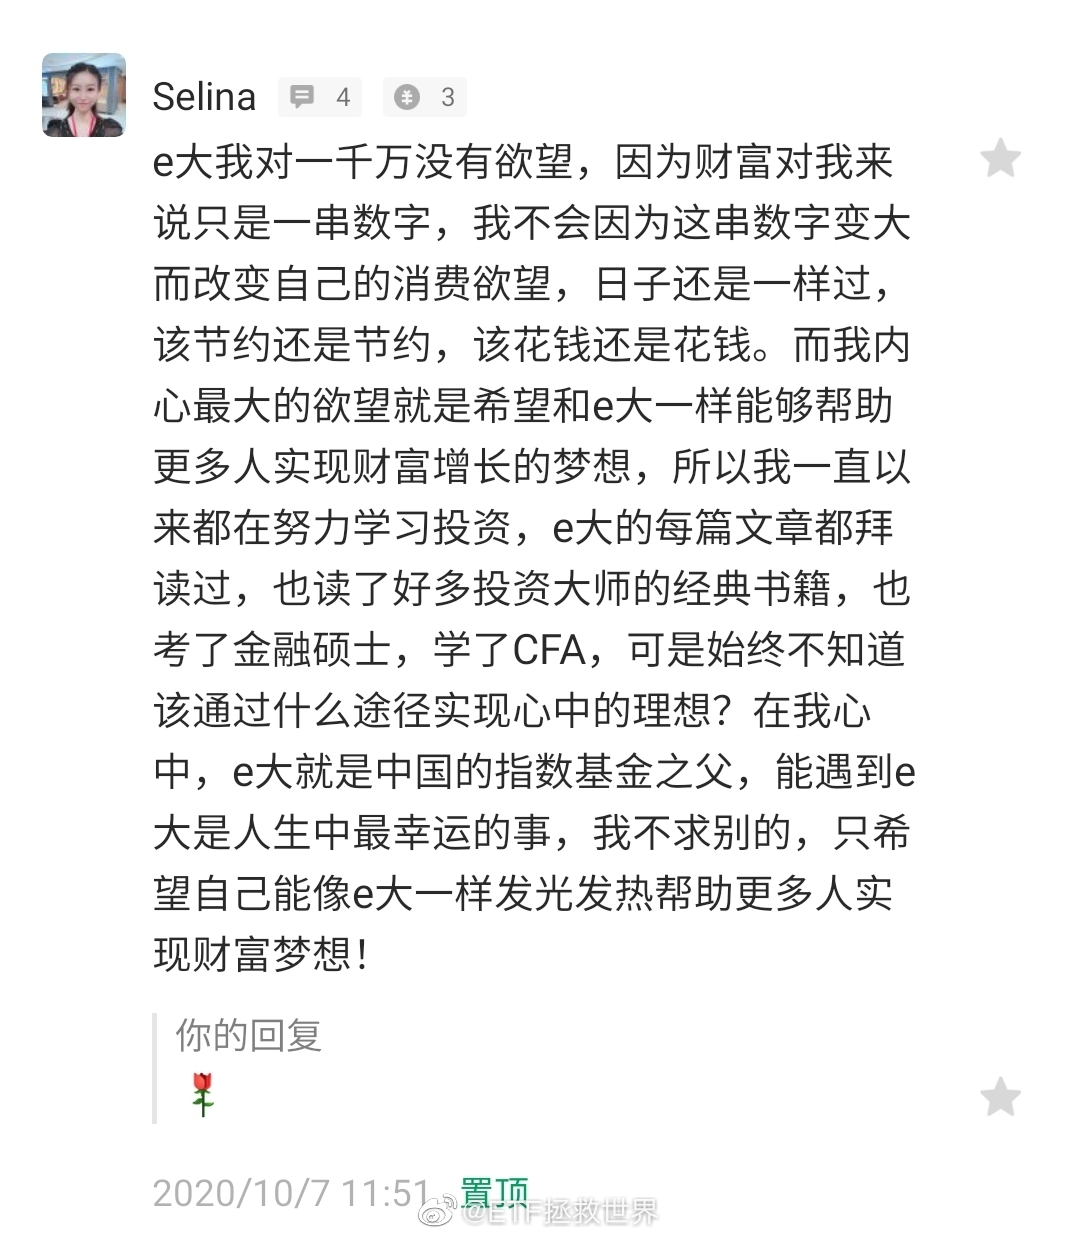 Selina 4 3
e大我对一千万没有欲望，因为财富对我来
说只是一串数字，我不会因为这串数字变大
而改变自己的消费欲望，日子还是一样过，
该节约还是节约，该花钱还是花钱。而我内
心最大的欲望就是希望和e大一样能够帮助
更多人实现财富增长的梦想，所以我一直以
来都在努力学习投资，e大的每篇文章都拜
读过，也读了好多投资大师的经典书籍，也
考了金融硕士，学了CFA，可是始终不知道
该通过什么途径实现心中的理想？在我心
中，e大就是中国的指数基金之父，能遇到e
大是人生中最幸运的事，我不求别的，只希
望自己能像e大一样发光发热帮助更多人实
现财富梦想！
你的回复
2020/10/7 11:51 置顶
@ETF拯救世界